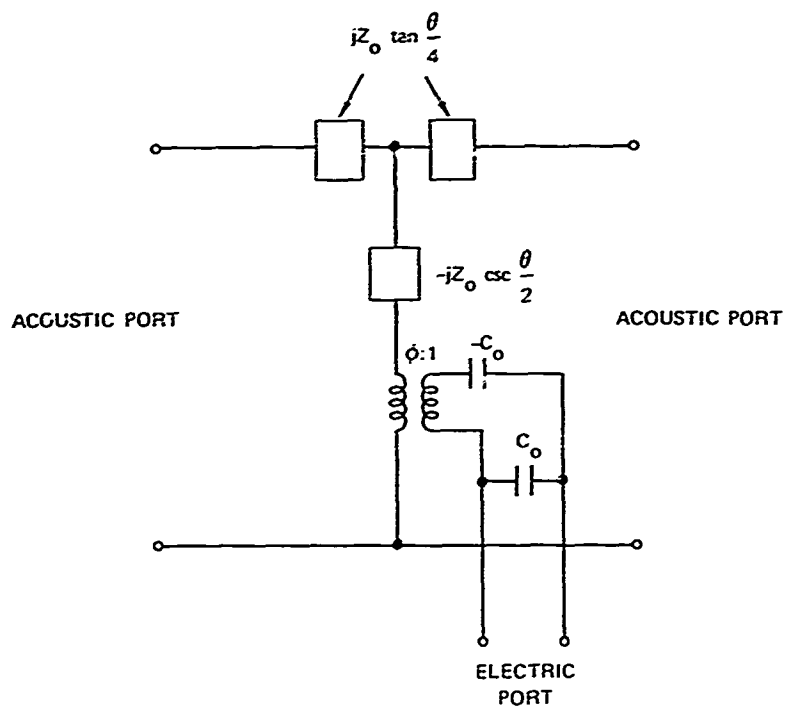 jZo tan θ/4
-jZo csc θ/2
ACOUSTIC PORT
ACOUSTIC PORT
ϕ:1
-Co
Co
ELECTRIC
PORT